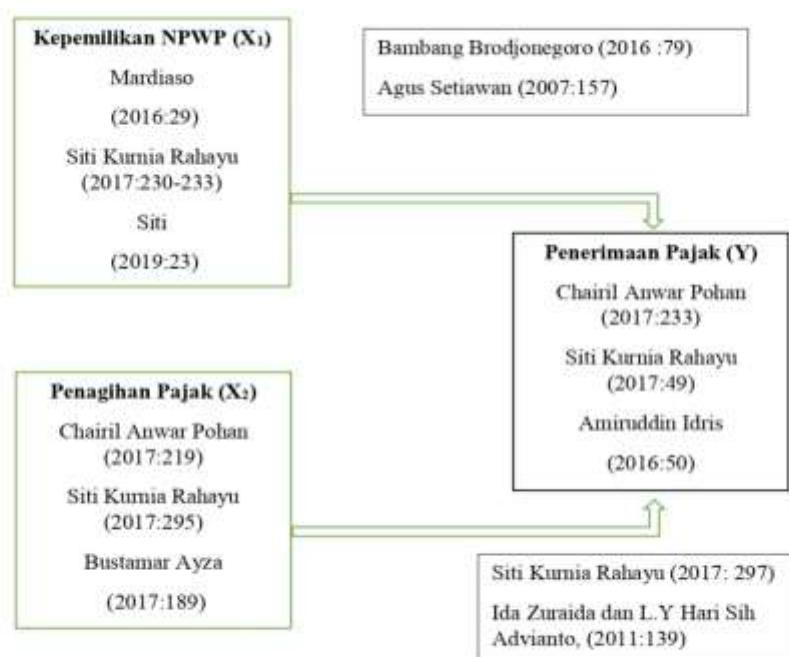 Kepemilikan NPWP (X₁)
Mardiaso
(2016:29)
Siti Kurnia Rahayu
(2017:230-233)
Siti
(2019:23)
Bambang Brodjonegoro (2016 :79)
Agus Setiawan (2007:157)
Penerimaan Pajak (Y)
Chairil Anwar Pohan
(2017:233)
Siti Kurnia Rahayu
(2017:49)
Amiruddin Idris
(2016:50)
Penagihan Pajak (X₂)
Chairil Anwar Pohan
(2017:219)
Siti Kurnia Rahayu
(2017:295)
Bustamar Ayza
(2017:189)
Siti Kurnia Rahayu (2017: 297)
Ida Zuraida dan L.Y Hari Sih
Advianto, (2011:139)